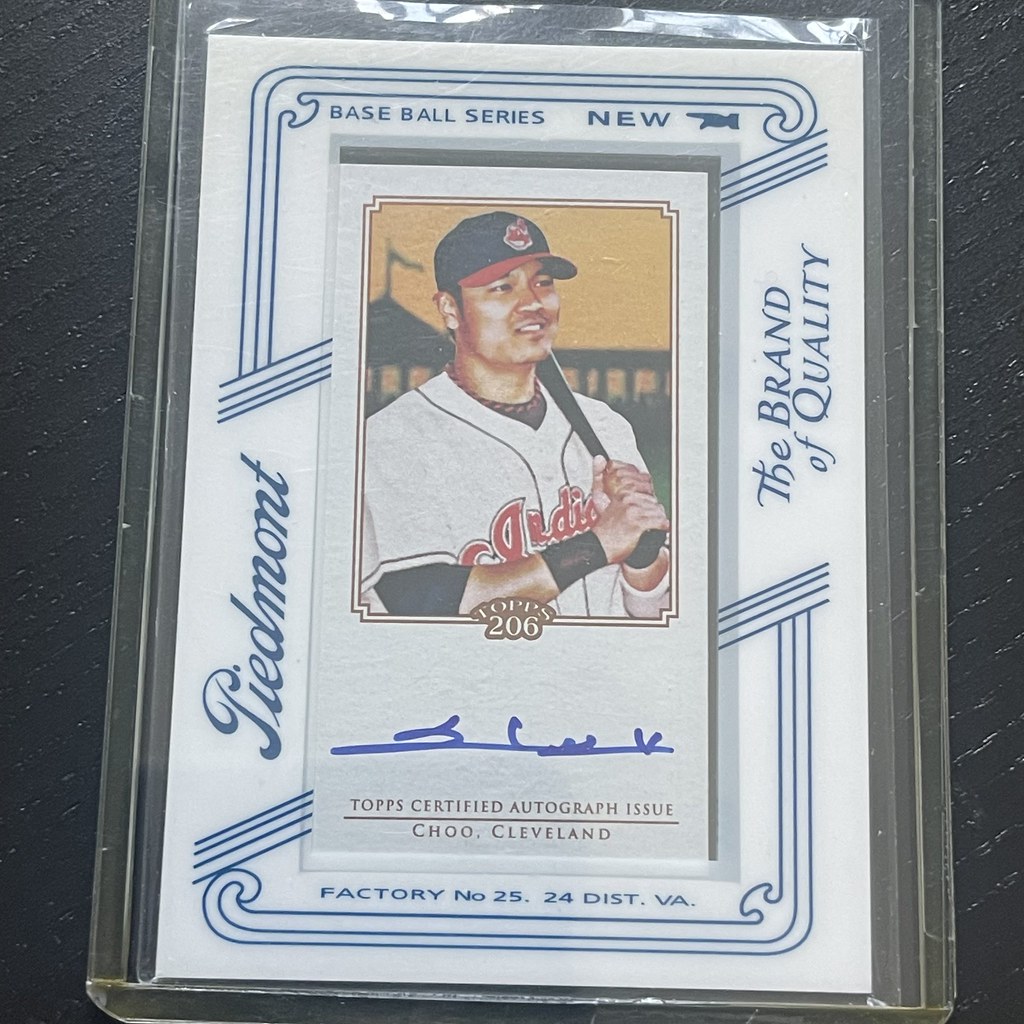 BASE BALL SERIES NEW
The BRAND
of QUALITY
Piedmont
Indians
TOPPS
206
TOPPS CERTIFIED AUTOGRAPH ISSUE
CHOO, CLEVELAND
FACTORY No 25. 24 DIST. VA.